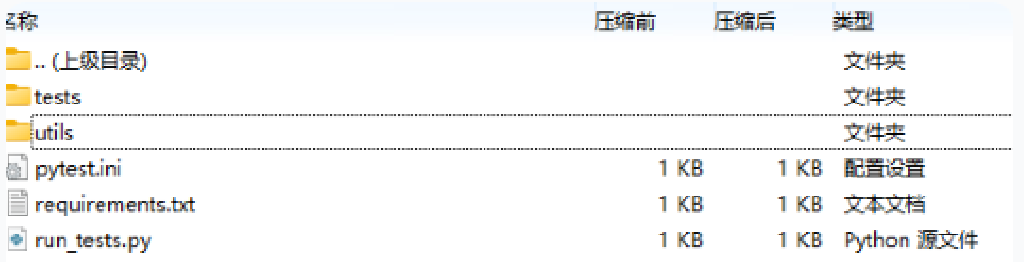 名称 压缩前 压缩后 类型
.. (上级目录) 文件夹
tests 文件夹
utils 文件夹
pytest.ini 1 KB 1 KB 配置设置
requirements.txt 1 KB 1 KB 文本文档
run_tests.py 1 KB 1 KB Python 源文件